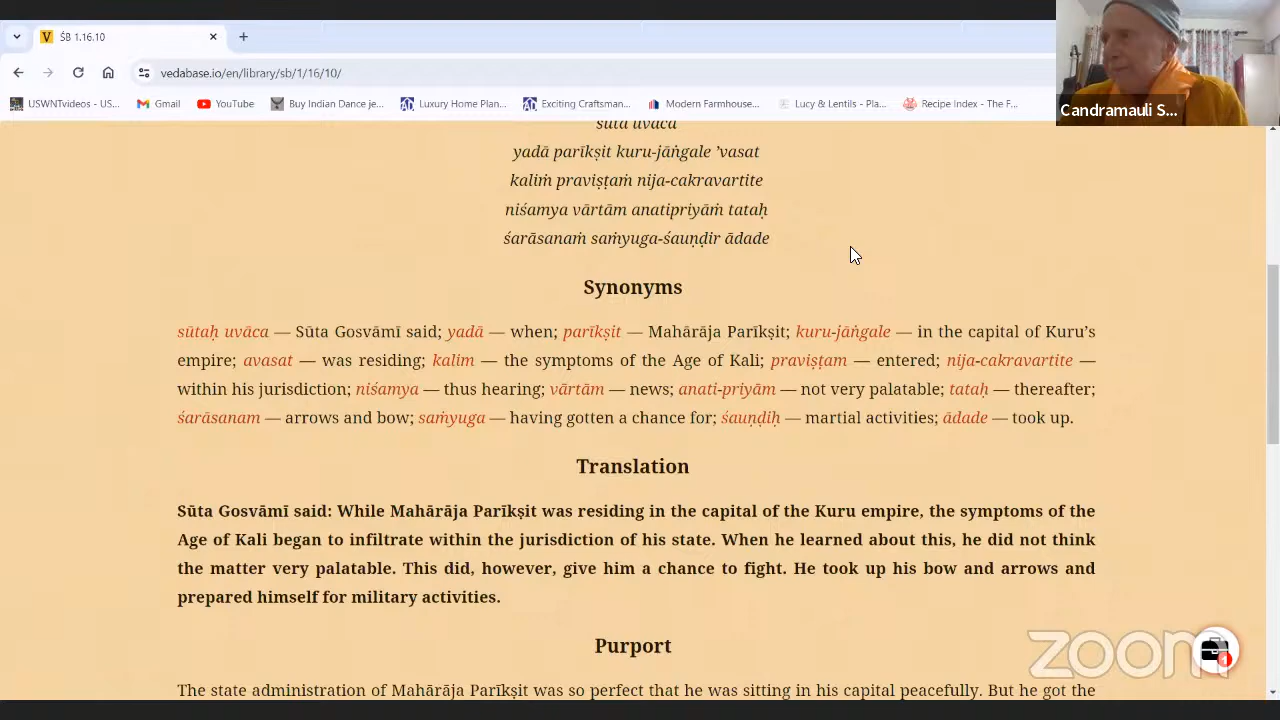 V
ŚB 1.16.10
vedabase.io/en/library/sb/1/16/10/
USWNTvideos - US...
Gmail
YouTube
Buy Indian Dance je...
Luxury Home Plan...
Exciting Craftsman...
Modern Farmhouse...
Lucy & Lentils - Pla...
Recipe Index - The F...
Candramauli S...
sūta uvāca
yadā parīkṣit kuru-jāṅgale ’vasat
kaliṁ praviṣṭaṁ nija-cakravartite
niśamya vārtām anatipriyāṁ tataḥ
śarāsanaṁ saṁyuga-śauṇḍir ādade
Synonyms
sūtaḥ uvāca — Sūta Gosvāmī said; yadā — when; parīkṣit — Mahārāja Parīkṣit; kuru-jāṅgale — in the capital of Kuru’s
empire; avasat — was residing; kalim — the symptoms of the Age of Kali; praviṣṭam — entered; nija-cakravartite —
within his jurisdiction; niśamya — thus hearing; vārtām — news; anati-priyām — not very palatable; tataḥ — thereafter;
śarāsanam — arrows and bow; saṁyuga — having gotten a chance for; śauṇḍiḥ — martial activities; ādade — took up.
Translation
Sūta Gosvāmī said: While Mahārāja Parīkṣit was residing in the capital of the Kuru empire, the symptoms of the
Age of Kali began to infiltrate within the jurisdiction of his state. When he learned about this, he did not think
the matter very palatable. This did, however, give him a chance to fight. He took up his bow and arrows and
prepared himself for military activities.
Purport
The state administration of Mahārāja Parīkṣit was so perfect that he was sitting in his capital peacefully. But he got the
zoom